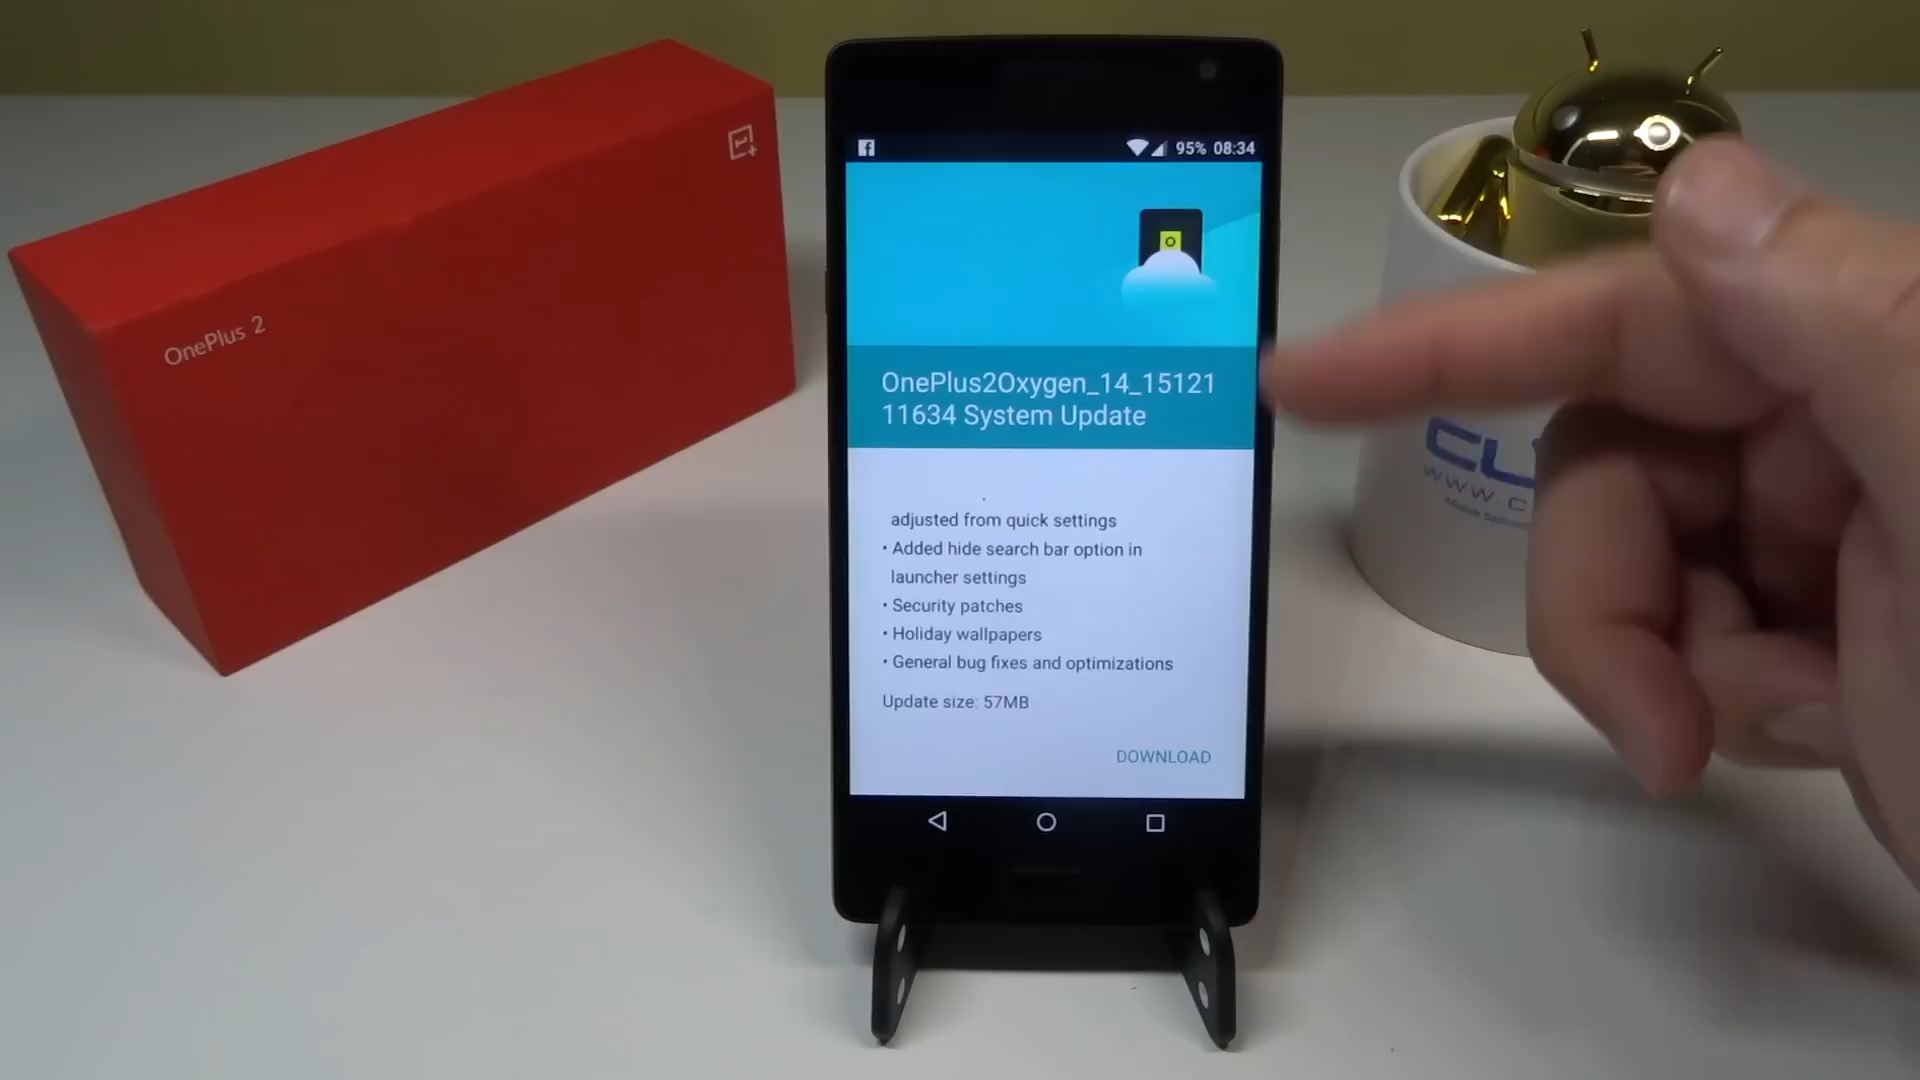 OnePlus 2
95% 08:34
OnePlus2Oxygen_14_15121
11634 System Update
adjusted from quick settings
• Added hide search bar option in
launcher settings
• Security patches
• Holiday wallpapers
• General bug fixes and optimizations
Update size: 57MB
DOWNLOAD
www.c